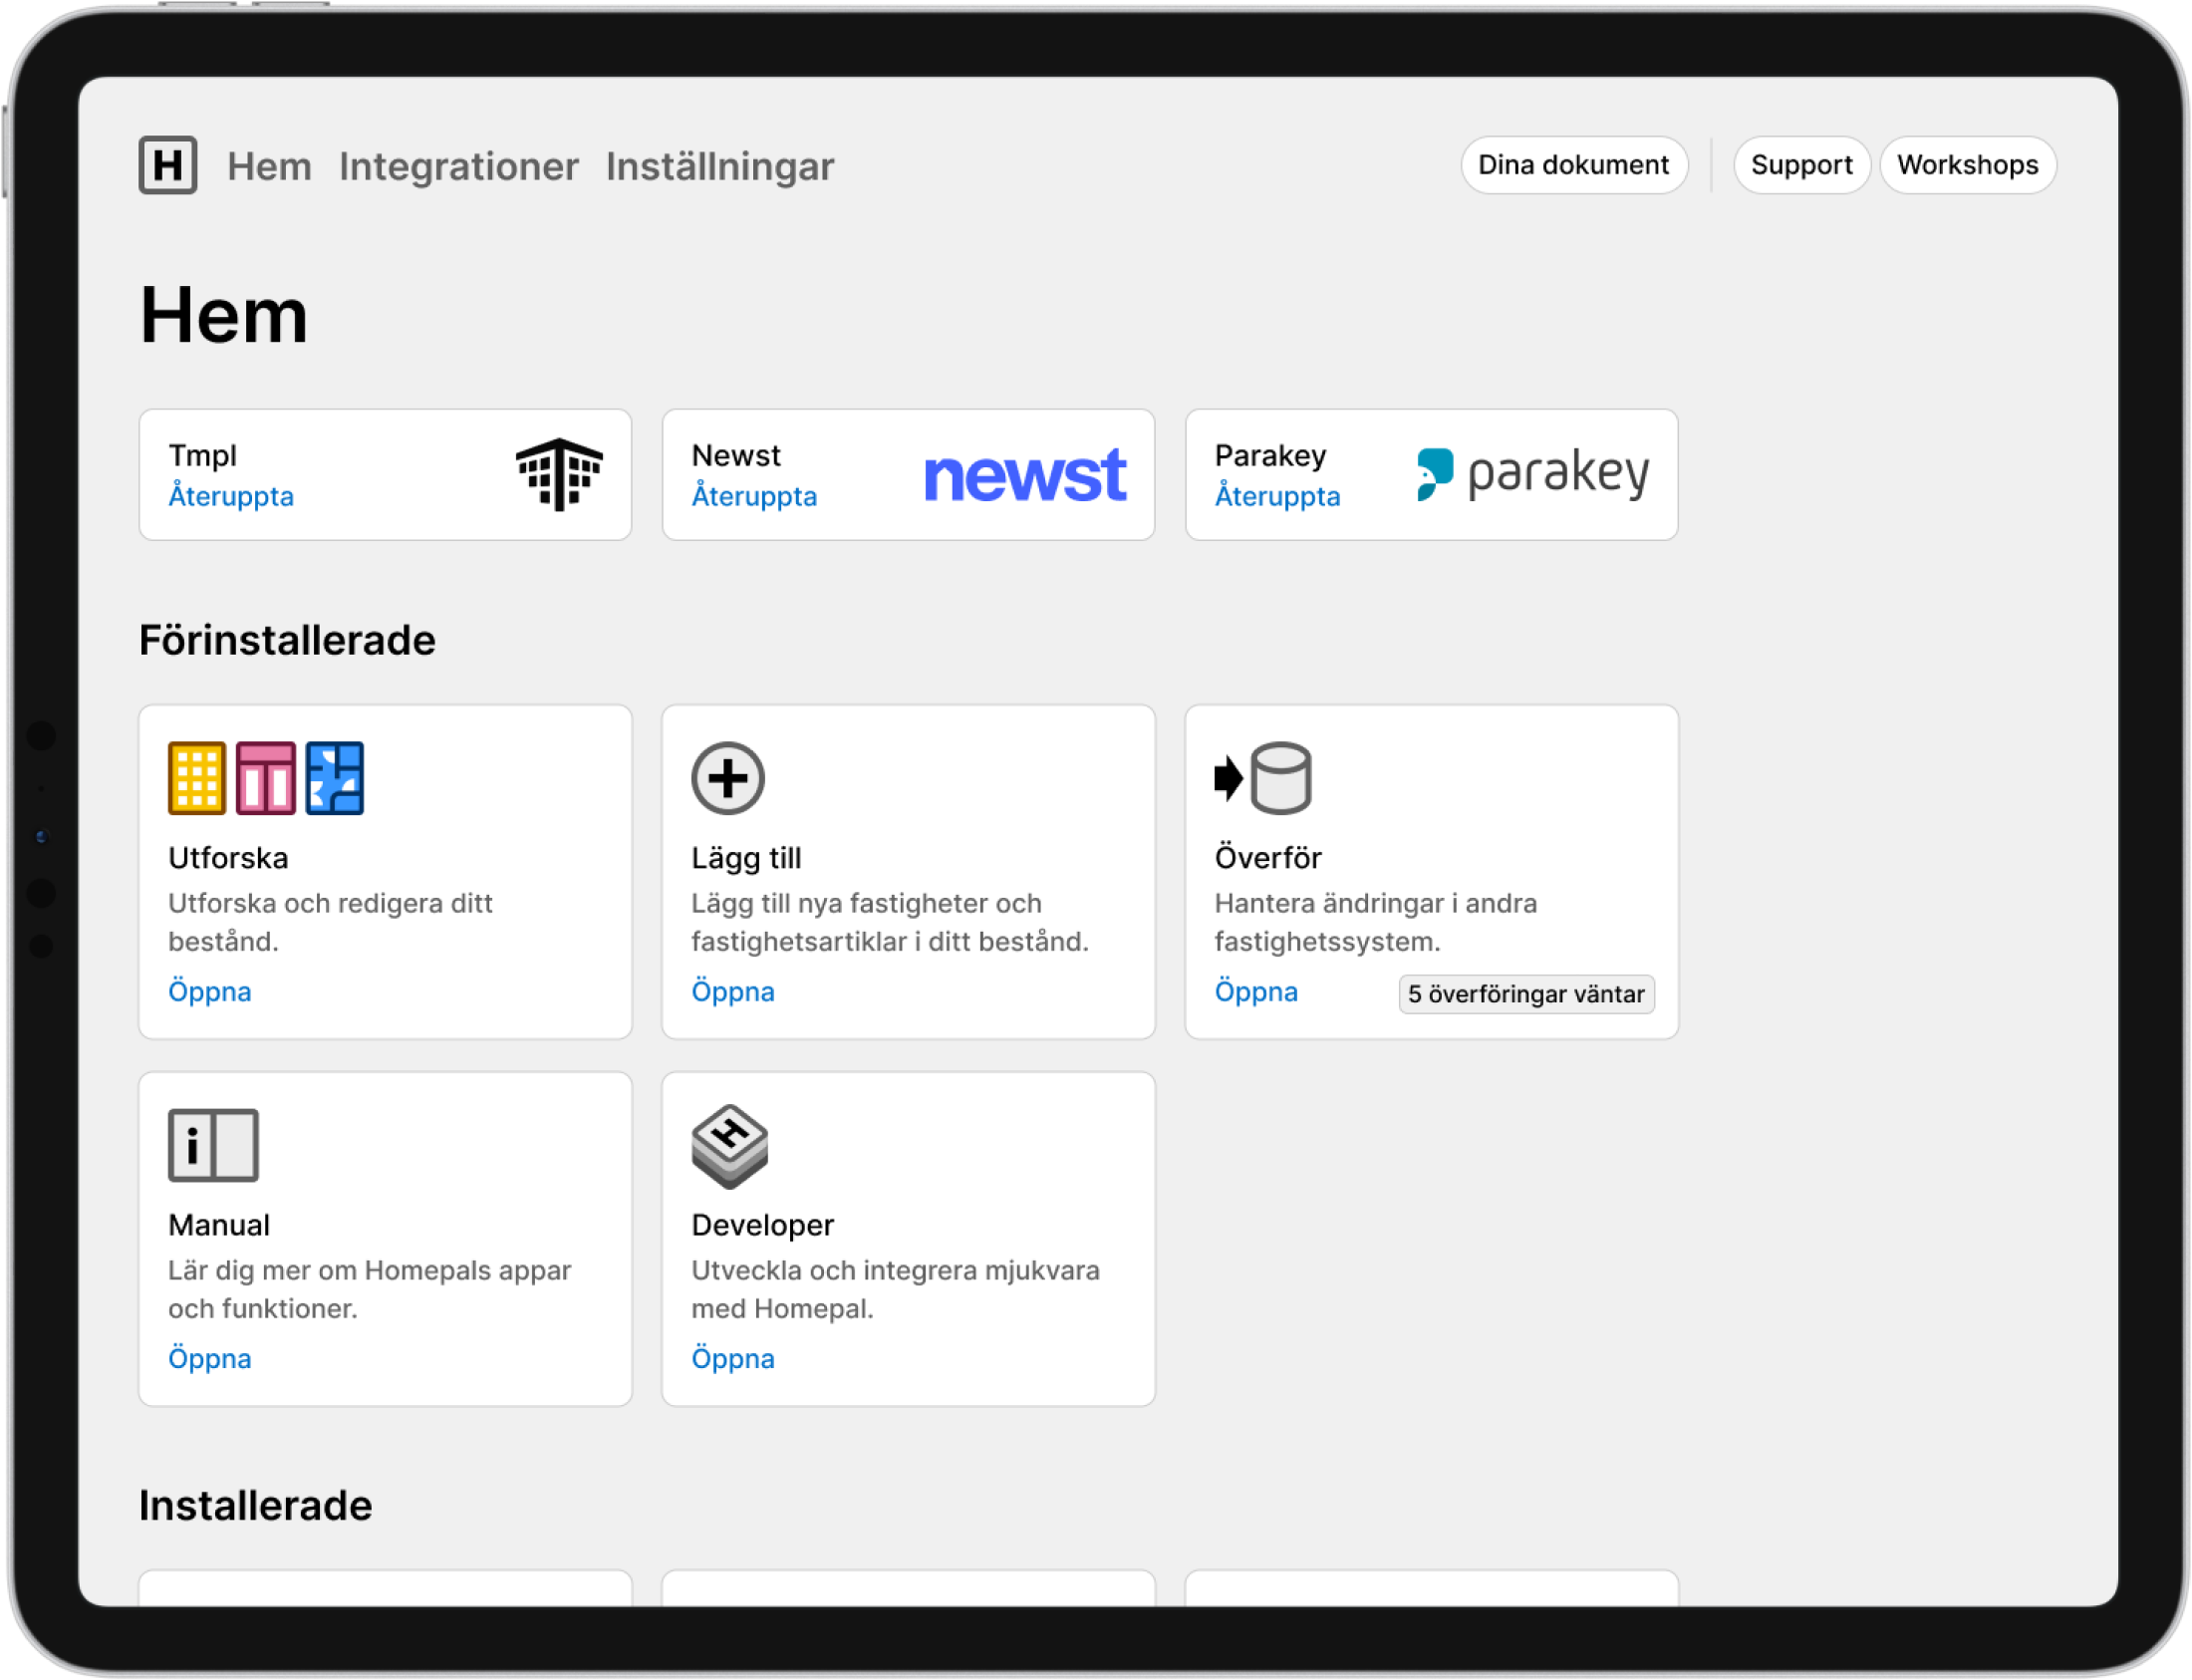 H Hem Integrationer Inställningar Dina dokument Support Workshops
Hem
Tmpl
Återuppta
Newst
Återuppta
newst
Parakey
Återuppta
parakey
Förinstallerade
Utforska
Utforska och redigera ditt
bestånd.
Öppna
Lägg till
Lägg till nya fastigheter och
fastighetsartiklar i ditt bestånd.
Öppna
Överför
Hantera ändringar i andra
fastighetssystem.
Öppna
5 överföringar väntar
i
Manual
Lär dig mer om Homepals appar
och funktioner.
Öppna
H
Developer
Utveckla och integrera mjukvara
med Homepal.
Öppna
Installerade